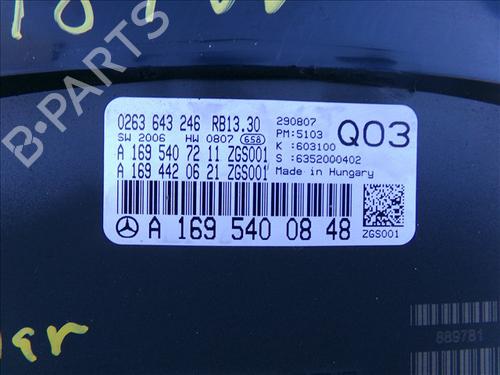 0263 643 246 RB13.30
SW 2006 HW 0807 658
A 169 540 72 11 ZGS001
A 169 442 06 21 ZGS001
A 169 540 08 48
290807
PM:5103
K :603100
S :6352000402
Q03
Made in Hungary
ZGS001
889781
B-PARTS